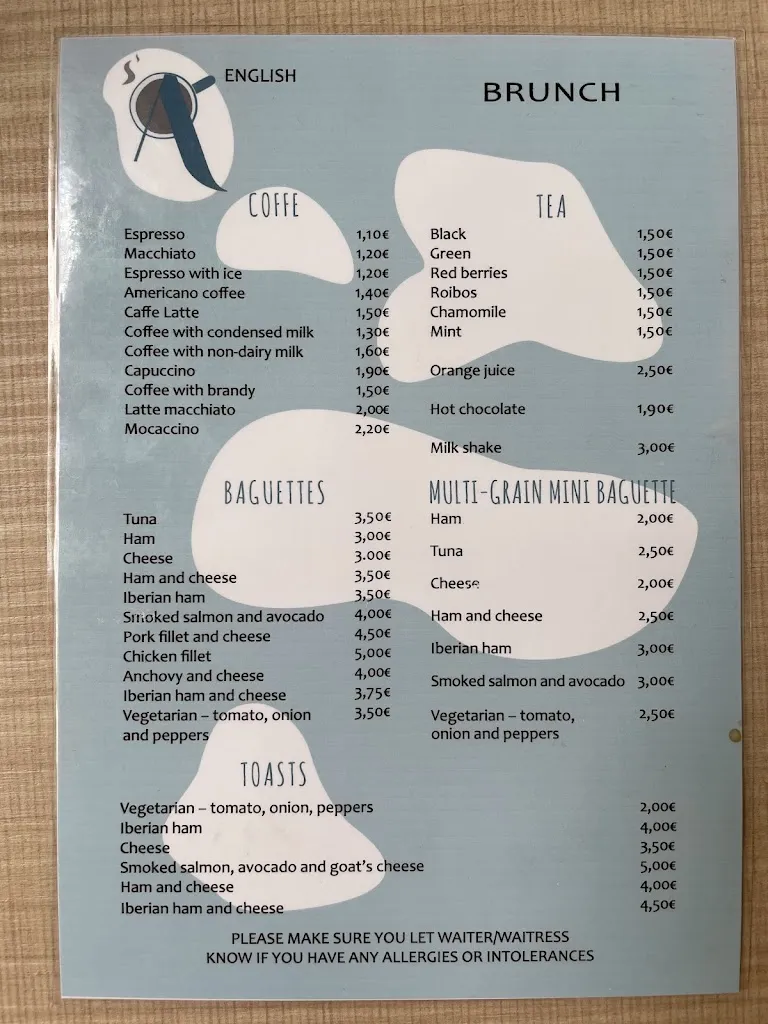 ENGLISH
BRUNCH
COFFE
Espresso 1,10€
Macchiato 1,20€
Espresso with ice 1,20€
Americano coffee 1,40€
Caffe Latte 1,50€
Coffee with condensed milk 1,30€
Coffee with non-dairy milk 1,60€
Capuccino 1,90€
Coffee with brandy 1,50€
Latte macchiato 2,00€
Mocaccino 2,20€
TEA
Black 1,50€
Green 1,50€
Red berries 1,50€
Roibos 1,50€
Chamomile 1,50€
Mint 1,50€
Orange juice 2,50€
Hot chocolate 1,90€
Milk shake 3,00€
BAGUETTES
Tuna 3,50€
Ham 3,00€
Cheese 3.00€
Ham and cheese 3,50€
Iberian ham 3,50€
Smoked salmon and avocado 4,00€
Pork fillet and cheese 4,50€
Chicken fillet 5,00€
Anchovy and cheese 4,00€
Iberian ham and cheese 3,75€
Vegetarian – tomato, onion 3,50€
and peppers
MULTI-GRAIN MINI BAGUETTE
Ham 2,00€
Tuna 2,50€
Cheese 2,00€
Ham and cheese 2,50€
Iberian ham 3,00€
Smoked salmon and avocado 3,00€
Vegetarian – tomato, 2,50€
onion and peppers
TOASTS
Vegetarian – tomato, onion, peppers 2,00€
Iberian ham 4,00€
Cheese 3,50€
Smoked salmon, avocado and goat's cheese 5,00€
Ham and cheese 4,00€
Iberian ham and cheese 4,50€
PLEASE MAKE SURE YOU LET WAITER/WAITRESS
KNOW IF YOU HAVE ANY ALLERGIES OR INTOLERANCES